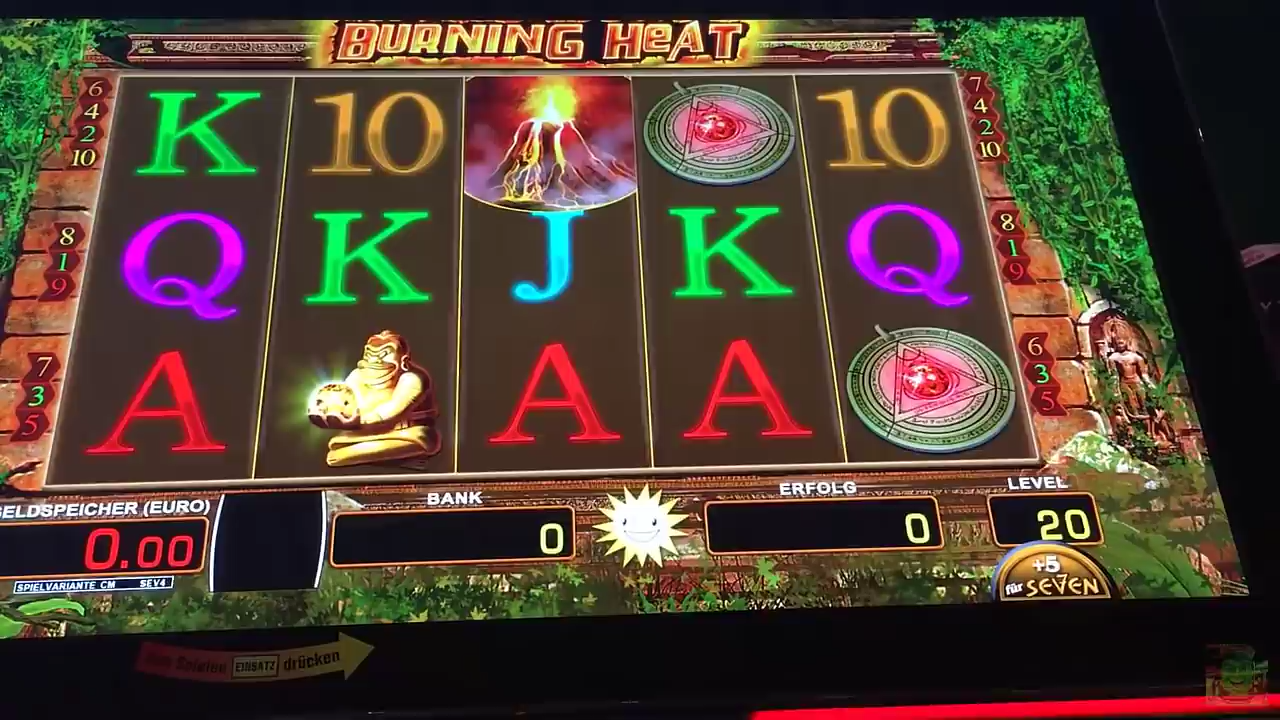 BURNING HEAT
6 7
4 4
2 2
10 10
K 10 10
8 8
1 1
9 9
Q K J K Q
7 6
3 3
5 5
A A A
GELDSPEICHER (EURO) BANK ERFOLG LEVEL
0.00 0 0 20
SPIELVARIANTE CM SEV4
+5
für SEVEN
Spielen EINSATZ drücken